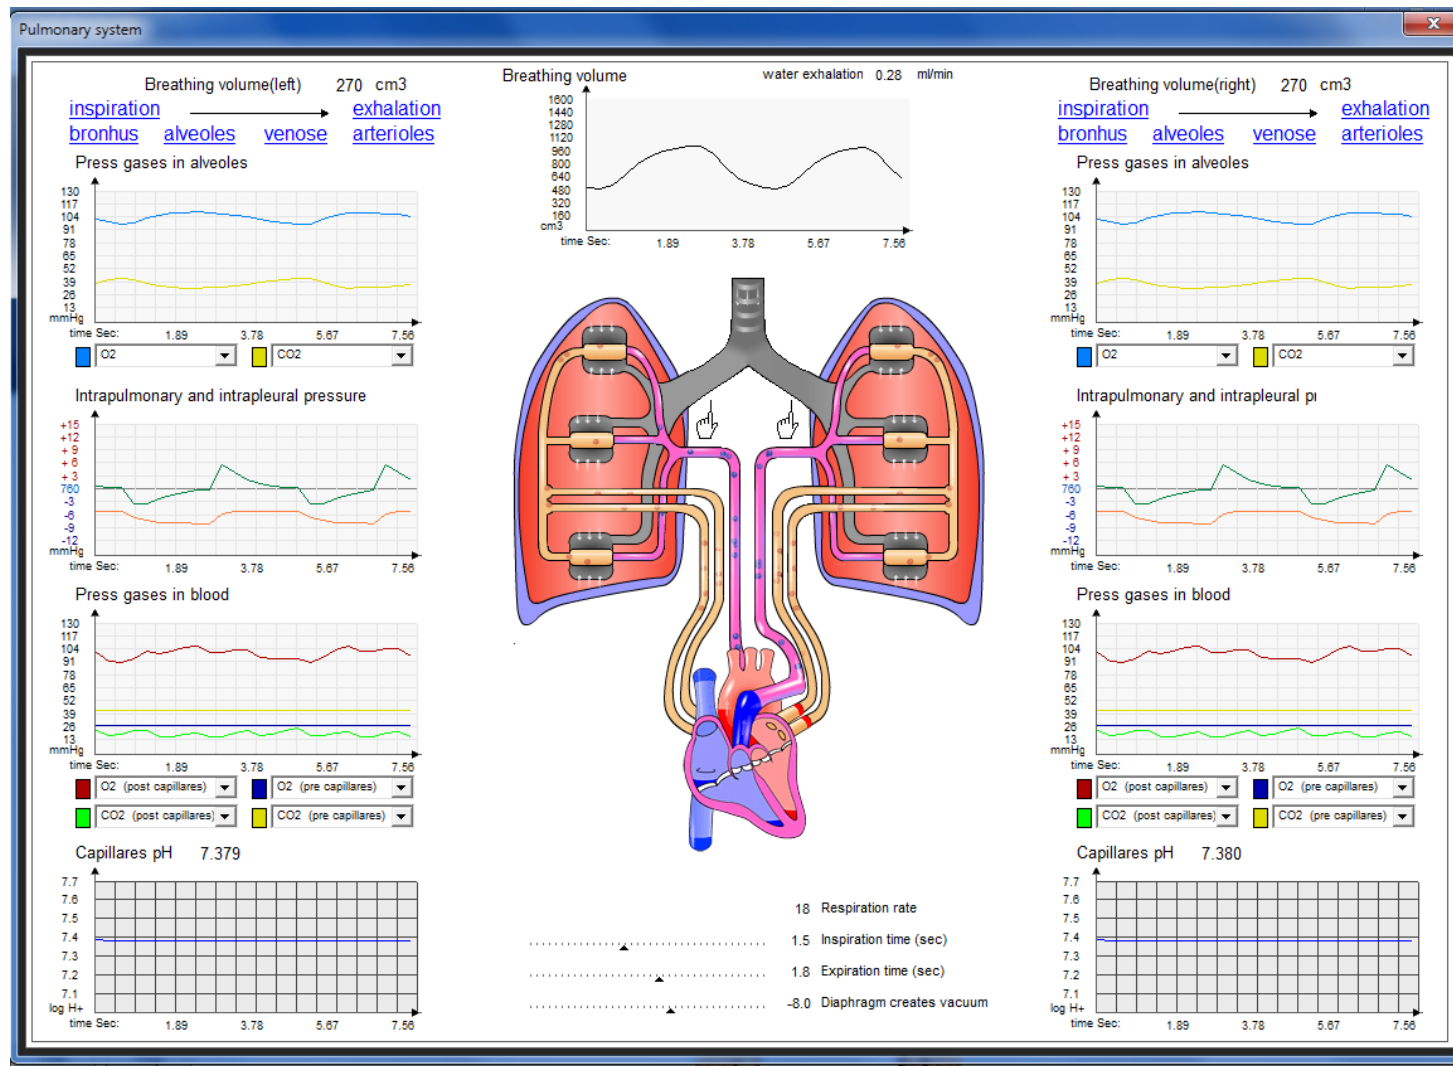 Pulmonary system
x
Breathing volume(left) 270 cm3
inspiration exhalation
bronhus alveoles venose arterioles
Press gases in alveoles
130
117
104
91
78
65
52
39
26
13
mmHg
time Sec: 1.89 3.78 5.67 7.56
O2 CO2
Intrapulmonary and intrapleural pressure
+15
+12
+ 9
+ 6
+ 3
760
-3
-6
-9
-12
mmHg
time Sec: 1.89 3.78 5.67 7.56
Press gases in blood
130
117
104
91
78
65
52
39
26
13
mmHg
time Sec: 1.89 3.78 5.67 7.56
O2 (post capillares) O2 (pre capillares)
CO2 (post capillares) CO2 (pre capillares)
Capillares pH 7.379
7.7
7.6
7.5
7.4
7.3
7.2
7.1
log H+
time Sec: 1.89 3.78 5.67 7.56
Breathing volume water exhalation 0.28 ml/min
1600
1440
1280
1120
960
800
640
480
320
160
cm3
time Sec: 1.89 3.78 5.67 7.56
18 Respiration rate
1.5 Inspiration time (sec)
1.8 Expiration time (sec)
-8.0 Diaphragm creates vacuum
Breathing volume(right) 270 cm3
inspiration exhalation
bronhus alveoles venose arterioles
Press gases in alveoles
130
117
104
91
78
65
52
39
26
13
mmHg
time Sec: 1.89 3.78 5.67 7.56
O2 CO2
Intrapulmonary and intrapleural pr
+15
+12
+ 9
+ 6
+ 3
760
-3
-6
-9
-12
mmHg
time Sec: 1.89 3.78 5.67 7.56
Press gases in blood
130
117
104
91
78
65
52
39
26
13
mmHg
time Sec: 1.89 3.78 5.67 7.56
O2 (post capillares) O2 (pre capillares)
CO2 (post capillares) CO2 (pre capillares)
Capillares pH 7.380
7.7
7.6
7.5
7.4
7.3
7.2
7.1
log H+
time Sec: 1.89 3.78 5.67 7.56